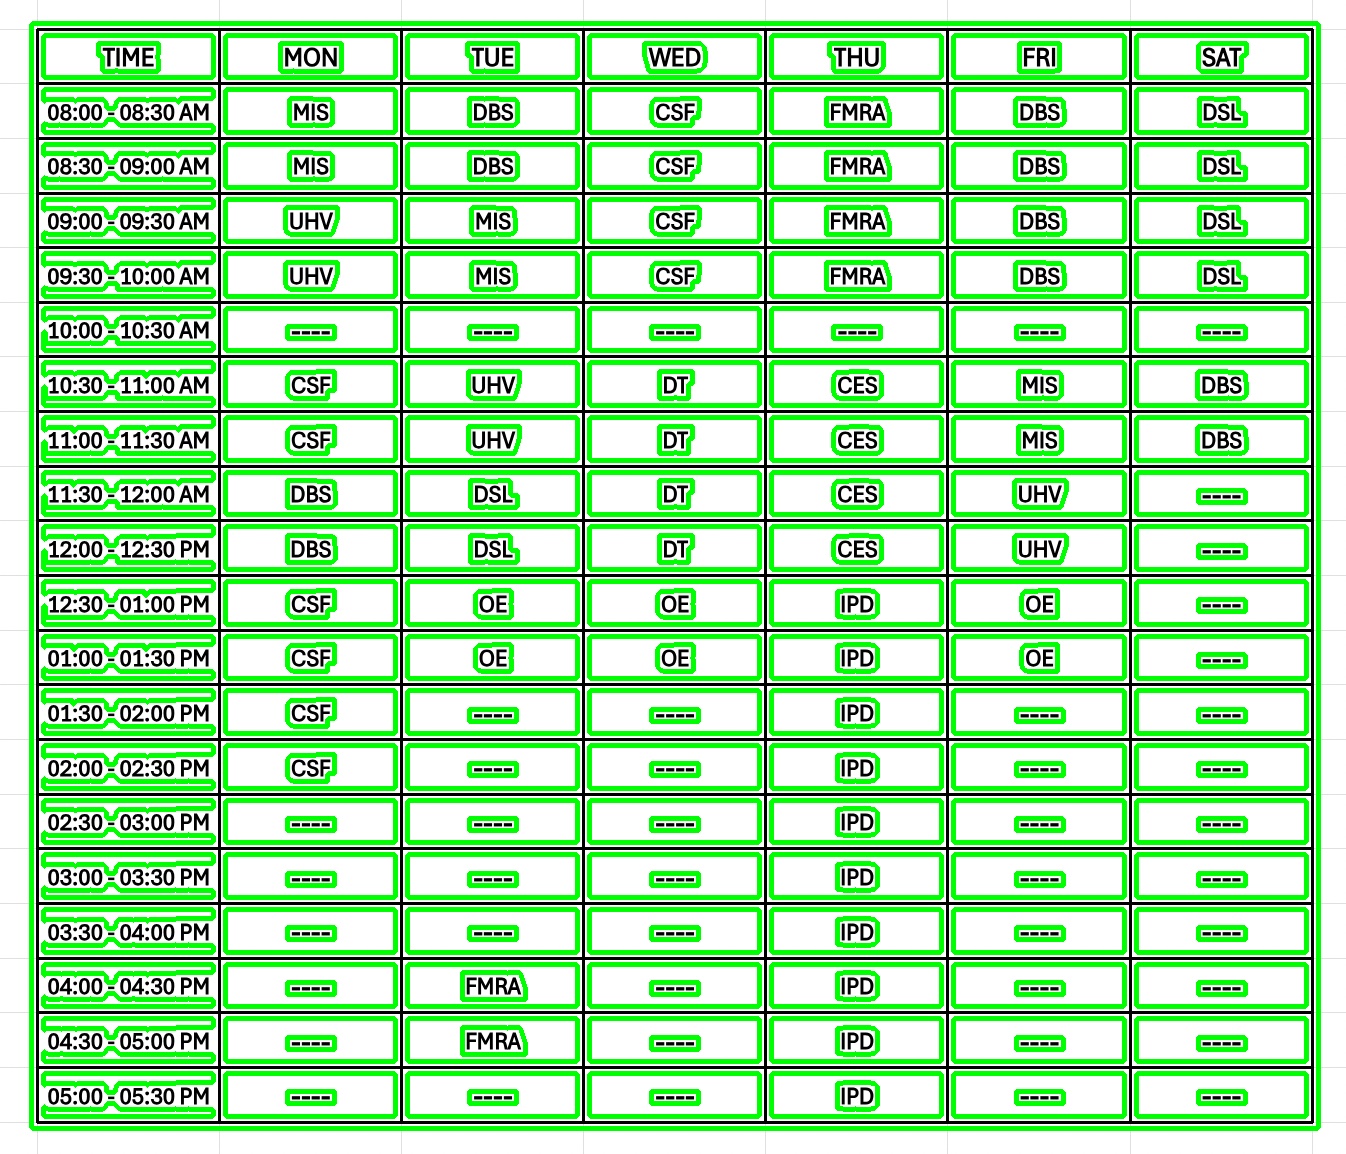 TIME MON TUE WED THU FRI SAT
08:00 - 08:30 AM MIS DBS CSF FMRA DBS DSL
08:30 - 09:00 AM MIS DBS CSF FMRA DBS DSL
09:00 - 09:30 AM UHV MIS CSF FMRA DBS DSL
09:30 - 10:00 AM UHV MIS CSF FMRA DBS DSL
10:00 - 10:30 AM ---- ---- ---- ---- ---- ----
10:30 - 11:00 AM CSF UHV DT CES MIS DBS
11:00 - 11:30 AM CSF UHV DT CES MIS DBS
11:30 - 12:00 AM DBS DSL DT CES UHV ----
12:00 - 12:30 PM DBS DSL DT CES UHV ----
12:30 - 01:00 PM CSF OE OE IPD OE ----
01:00 - 01:30 PM CSF OE OE IPD OE ----
01:30 - 02:00 PM CSF ---- ---- IPD ---- ----
02:00 - 02:30 PM CSF ---- ---- IPD ---- ----
02:30 - 03:00 PM ---- ---- ---- IPD ---- ----
03:00 - 03:30 PM ---- ---- ---- IPD ---- ----
03:30 - 04:00 PM ---- ---- ---- IPD ---- ----
04:00 - 04:30 PM ---- FMRA ---- IPD ---- ----
04:30 - 05:00 PM ---- FMRA ---- IPD ---- ----
05:00 - 05:30 PM ---- ---- ---- IPD ---- ----